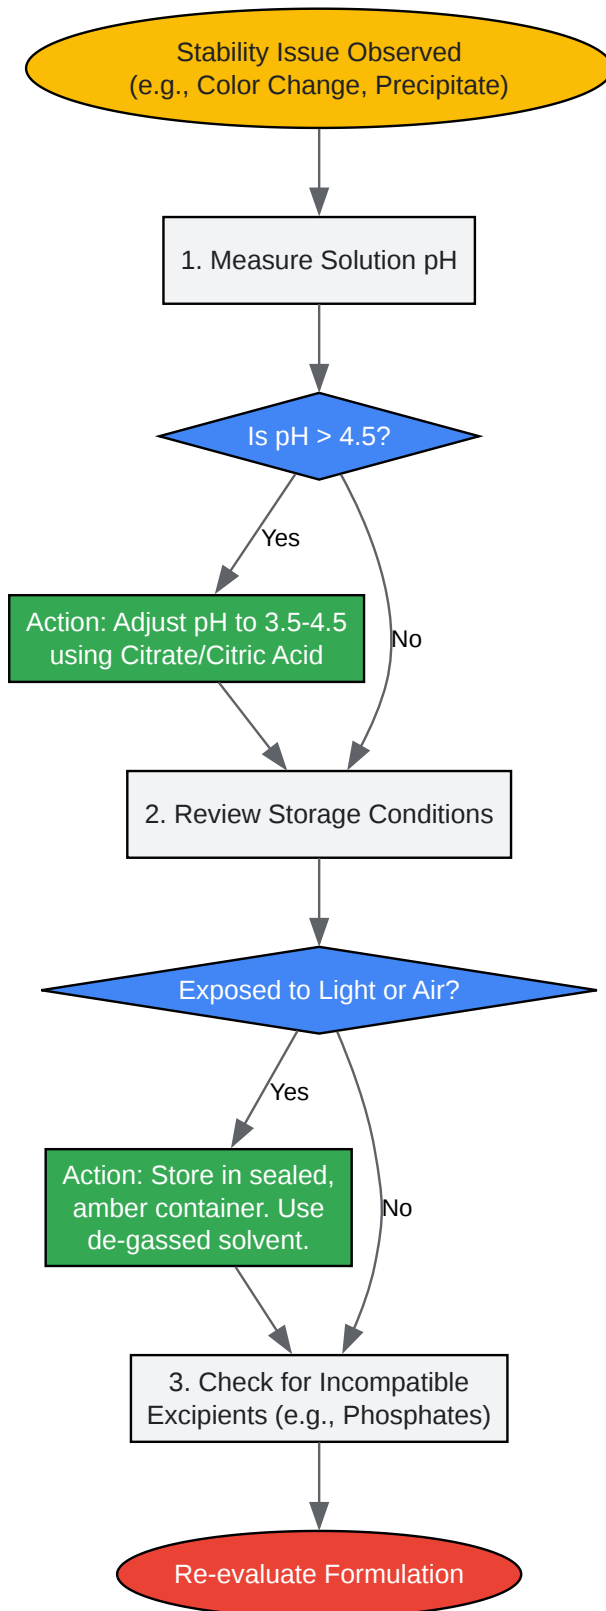 Stability Issue Observed
(e.g., Color Change, Precipitate)
1. Measure Solution pH
Is pH > 4.5?
Yes
Action: Adjust pH to 3.5-4.5
using Citrate/Citric Acid
No
2. Review Storage Conditions
Exposed to Light or Air?
Yes
Action: Store in sealed,
amber container. Use
de-gassed solvent.
No
3. Check for Incompatible
Excipients (e.g., Phosphates)
Re-evaluate Formulation